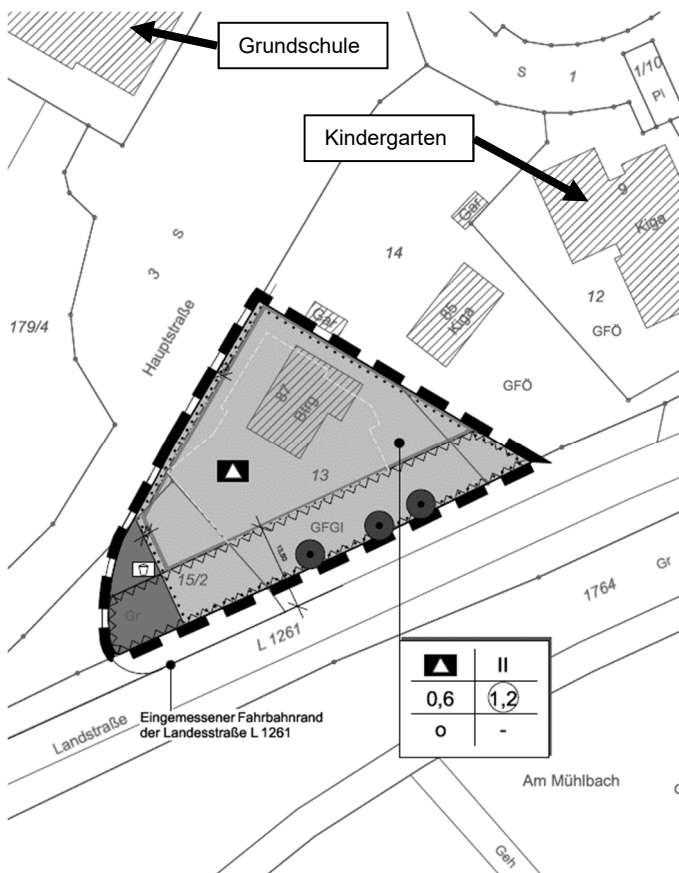 Grundschule
1/10
Pl
S
1
Kindergarten
9
Kiga
Gar
S
3
14
12
179/4
Hauptstraße
Gar
85
Kiga
GFÖ
GFÖ
87
Btrg
13
GFGl
15/2
Gr
Gr
1764
L 1261
II
0,6
1,2
o
-
Eingemessener Fahrbahnrand
der Landesstraße L 1261
Landstraße
Am Mühlbach
Geh